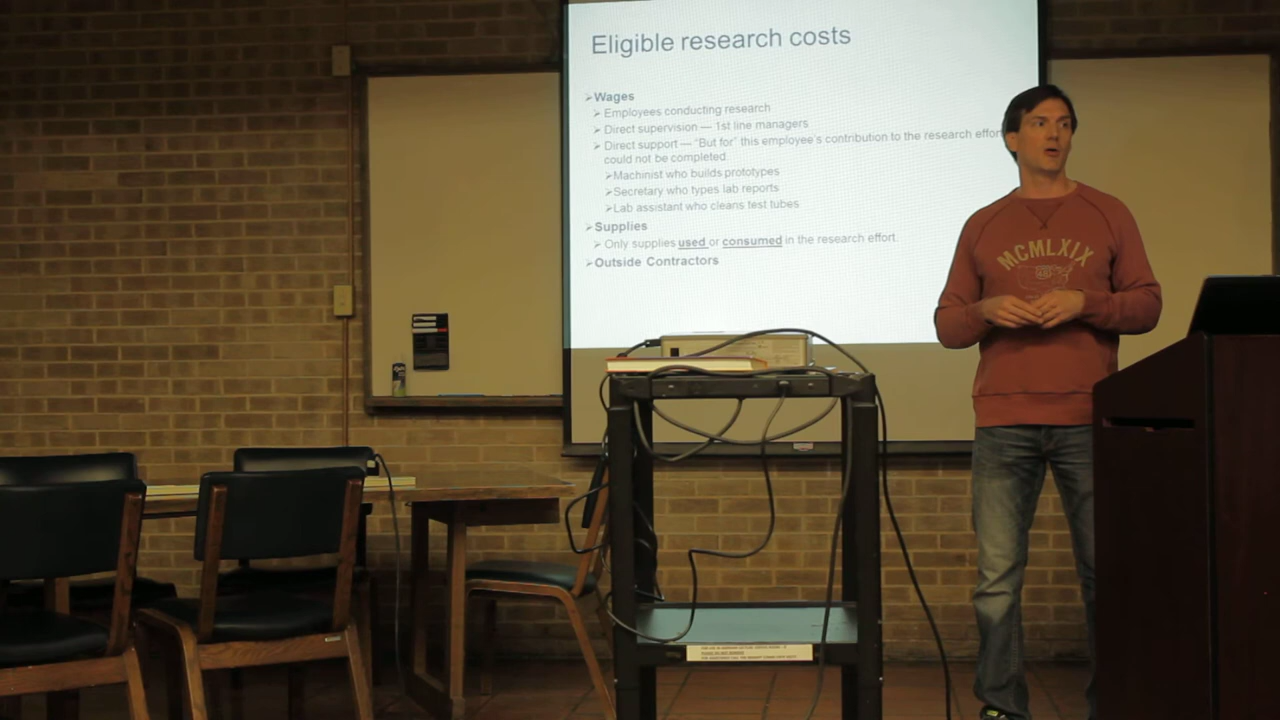 Eligible research costs
➢Wages
➢Employees conducting research
➢Direct supervision — 1st line managers
➢Direct support — "But for" this employee's contribution to the research effort
could not be completed.
➢Machinist who builds prototypes
➢Secretary who types lab reports
➢Lab assistant who cleans test tubes
➢Supplies
➢Only supplies used or consumed in the research effort.
➢Outside Contractors
MCMLXIX